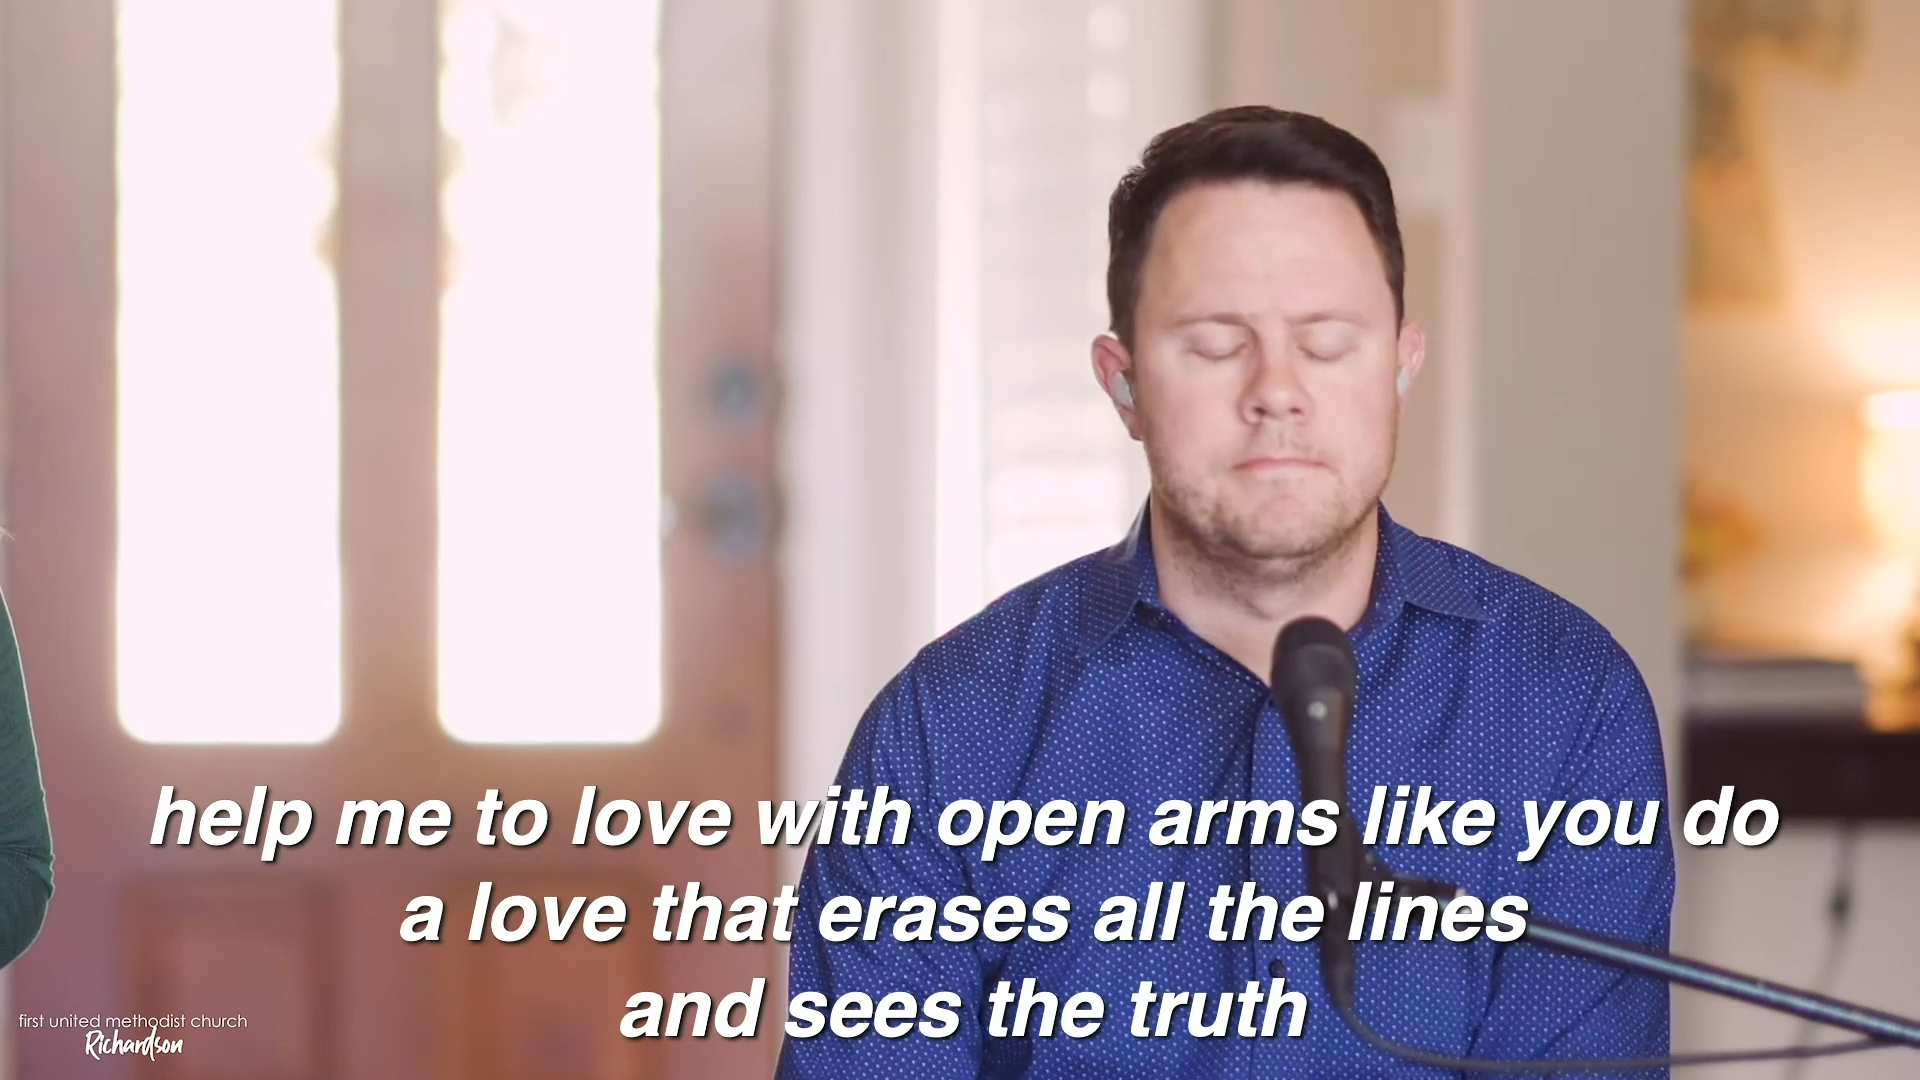 help me to love with open arms like you do
a love that erases all the lines
and sees the truth
first united methodist church
Richardson